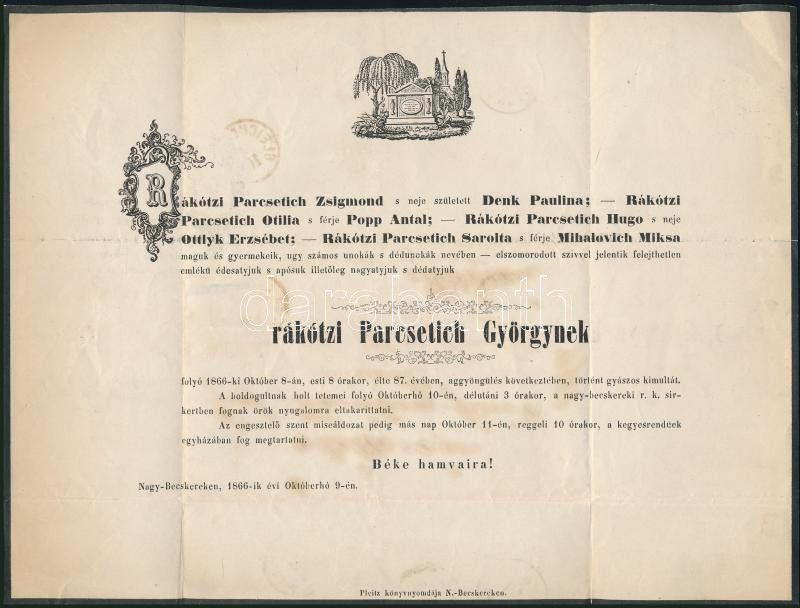 Rákótzi Parcsetich Zsigmond s neje született Denk Paulina; — Rákótzi
Parcsetich Otilia s férje Popp Antal; — Rákótzi Parcsetich Hugo s neje
Ottlyk Erzsébet; — Rákótzi Parcsetich Sarolta s férje Mihalovich Miksa
maguk és gyermekeik, ugy számos unokák s dédunokák nevében — elszomorodott szivvel jelentik felejthetlen
emlékü édesatyjuk s apósuk illetőleg nagyatyjuk s dédatyjuk
rákótzi Parcsetich Györgynek
folyó 1866-ki Október 8-án, esti 8 órakor, élte 87. évében, aggyöngülés következtében, történt gyászos kimultát.
A boldogultnak holt tetemei folyó Októberhó 10-én, délutáni 3 órakor, a nagy-becskereki r. k. sir-
kertben fognak örök nyugalomra eltakarittatni.
Az engesztelő szent miseáldozat pedig más nap Október 11-én, reggeli 10 órakor, a kegyesrendüek
egyházában fog megtartatni.
Béke hamvaira!
Nagy-Becskereken, 1866-ik évi Októberhó 9-én.
Pleitz könyvnyomdája N.-Becskereken.
darabanth